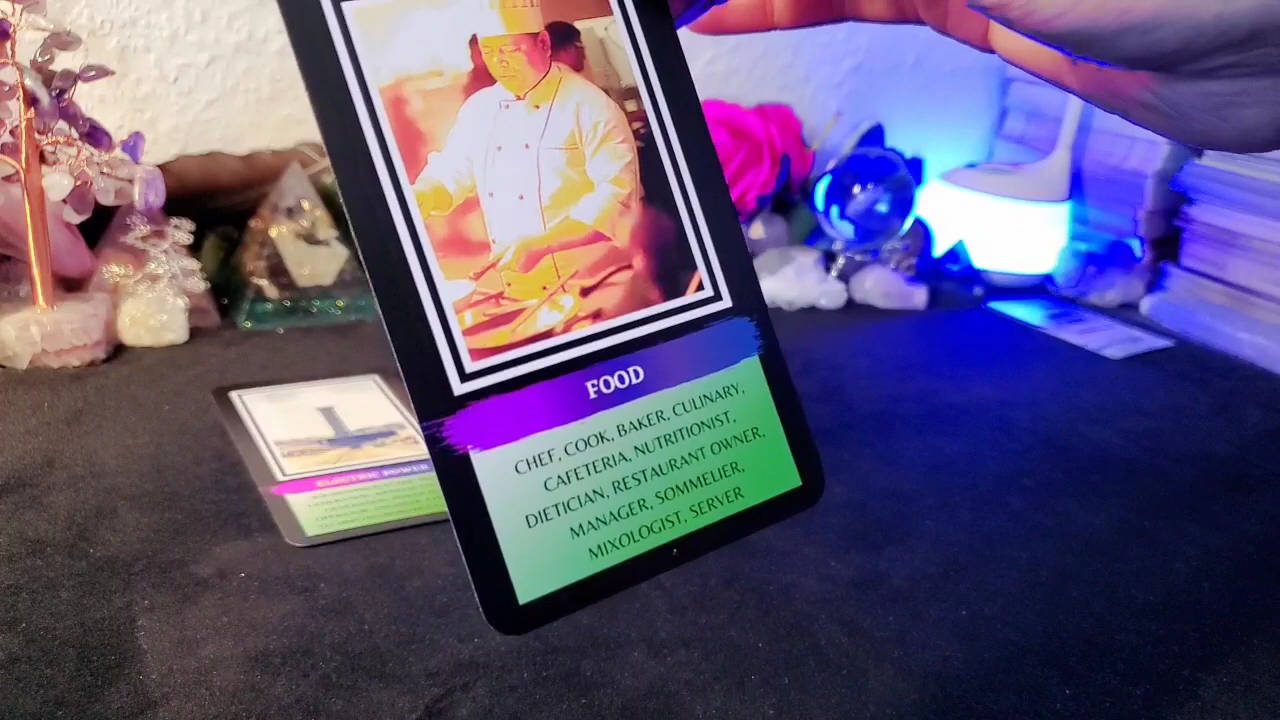 FOOD
CHEF, COOK, BAKER, CULINARY,
CAFETERIA, NUTRITIONIST,
DIETICIAN, RESTAURANT OWNER,
MANAGER, SOMMELIER,
MIXOLOGIST, SERVER
ELECTRIC POWER